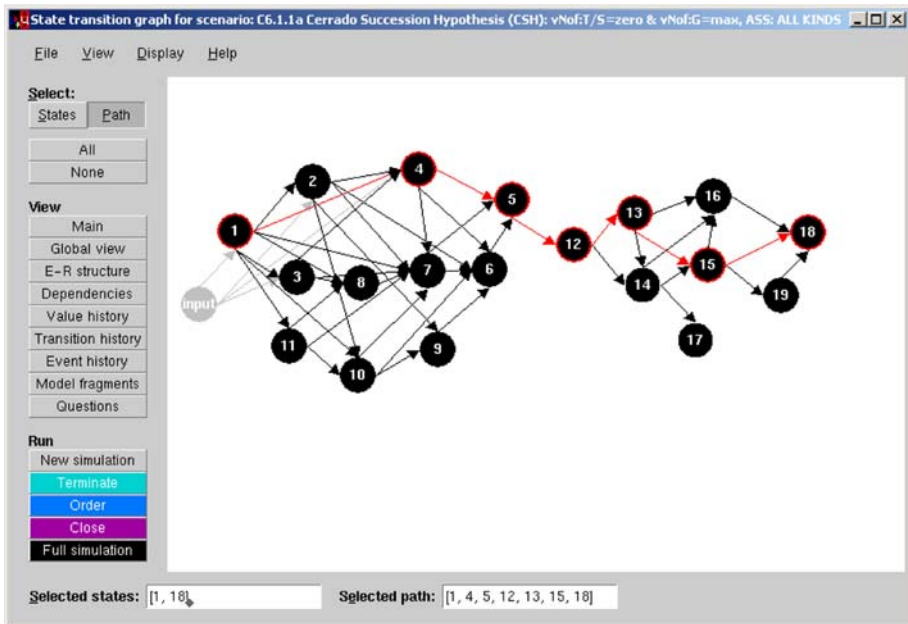 State transition graph for scenario: C6.1.1a Cerrado Succession Hypothesis (CSH): vNof:T/S=zero & vNof:G=max, ASS: ALL KINDS
File View Display Help
Select:
States Path
All
None
View
Main
Global view
E-R structure
Dependencies
Value history
Transition history
Event history
Model fragments
Questions
Run
New simulation
Terminate
Order
Close
Full simulation
input
1
2
3
4
5
6
7
8
9
10
11
12
13
14
15
16
17
18
19
Selected states: [1, 18] Selected path: [1, 4, 5, 12, 13, 15, 18]